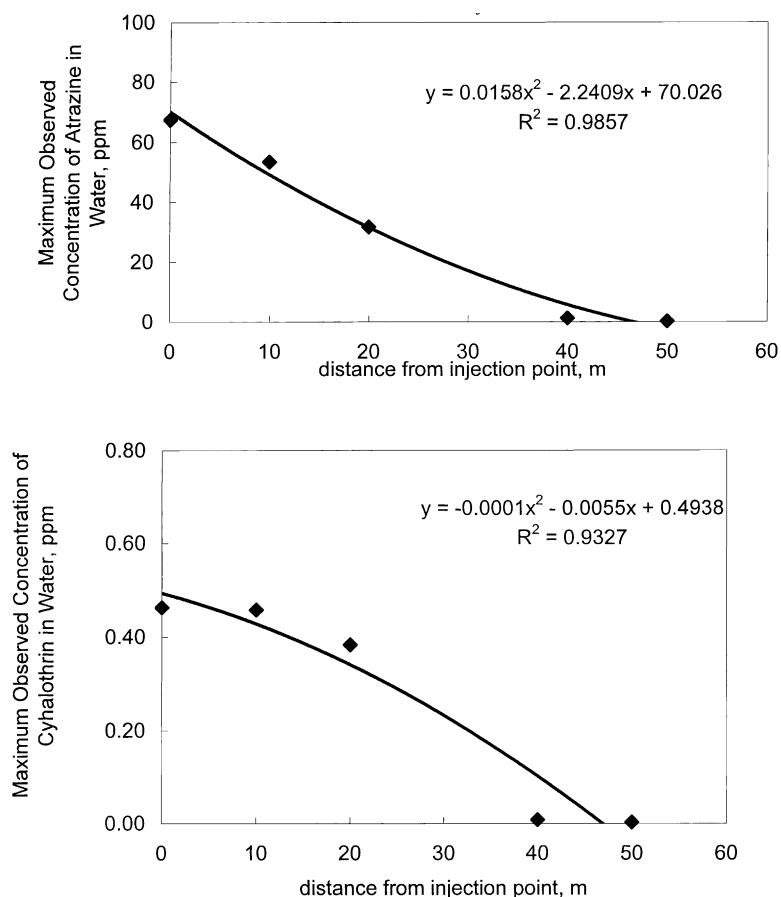 Maximum Observed
Concentration of Atrazine in
Water, ppm
100
80
60
40
20
0
y = 0.0158x² - 2.2409x + 70.026
R² = 0.9857
0 10 20 30 40 50 60
distance from injection point, m
Maximum Observed Concentration of
Cyhalothrin in Water, ppm
0.80
0.60
0.40
0.20
0.00
y = -0.0001x² - 0.0055x + 0.4938
R² = 0.9327
0 10 20 30 40 50 60
distance from injection point, m